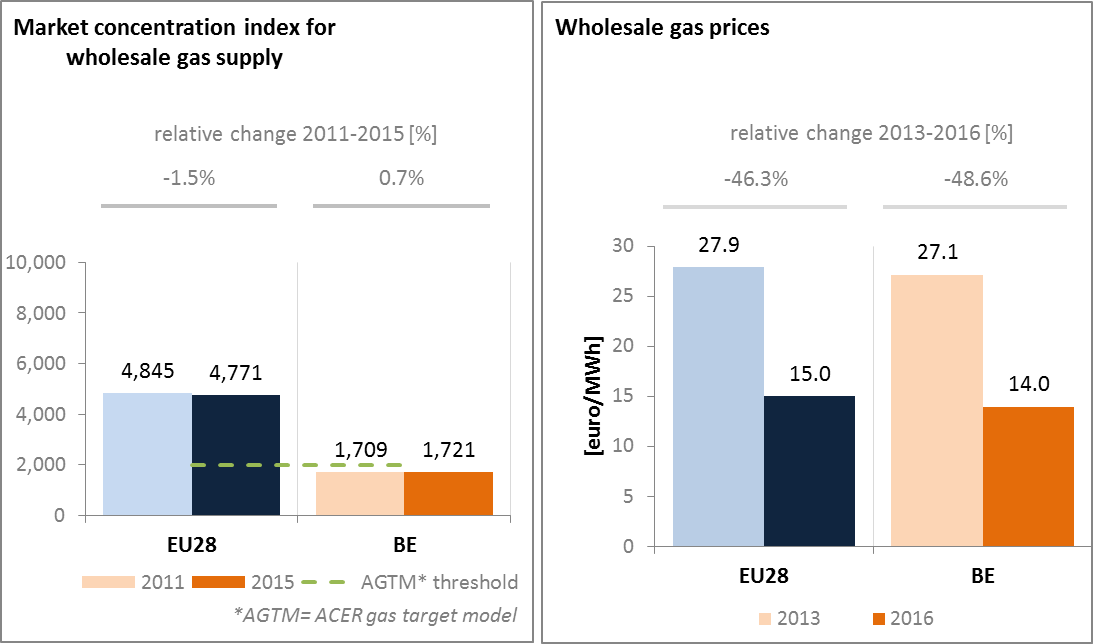 Market concentration index for
wholesale gas supply
relative change 2011-2015 [%]
-1.5%
0.7%
10,000
8,000
6,000
4,000
2,000
0
4,845
4,771
1,709
1,721
EU28
BE
2011
2015
AGTM* threshold
*AGTM= ACER gas target model
Wholesale gas prices
relative change 2013-2016 [%]
-46.3%
-48.6%
[euro/MWh]
30
25
20
15
10
5
0
27.9
15.0
27.1
14.0
EU28
BE
2013
2016